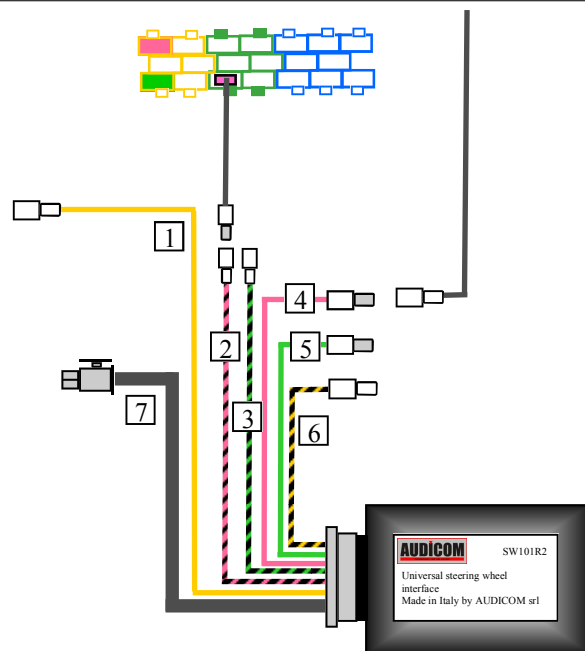 1
4
5
2
7
3
6
AUDICOM
SW101R2
Universal steering wheel
interface
Made in Italy by AUDICOM srl